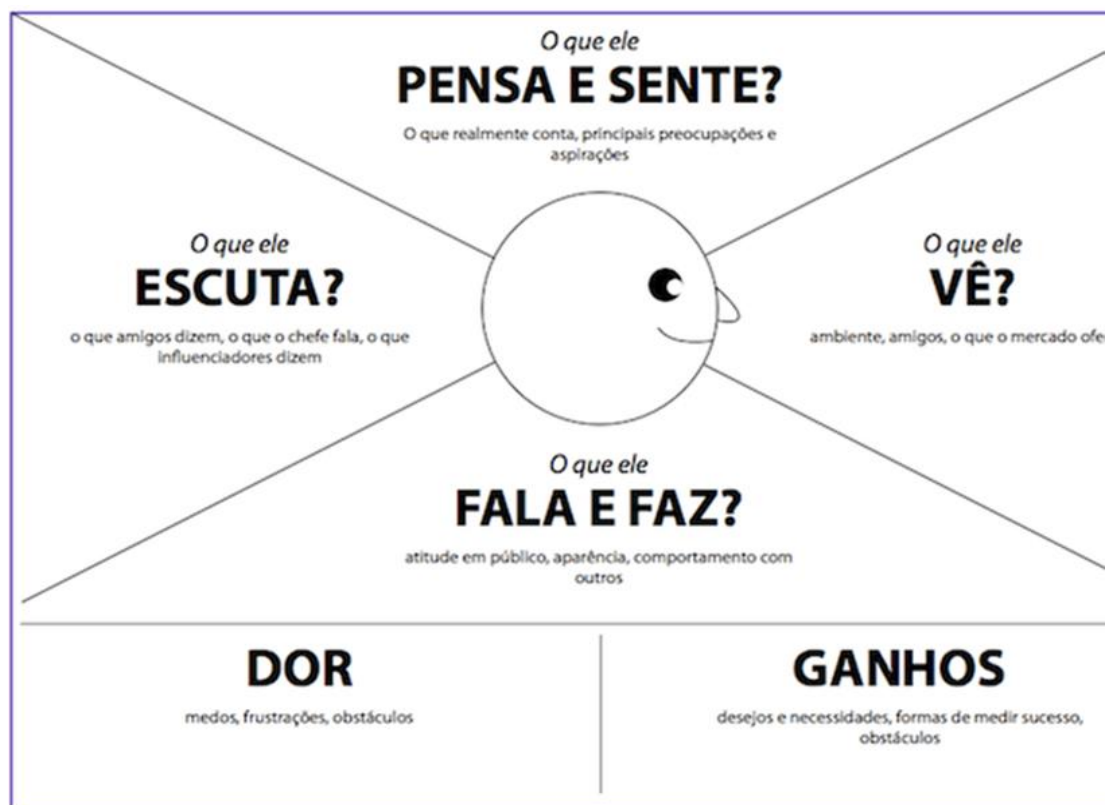 O que ele
PENSA E SENTE?
O que realmente conta, principais preocupações e
aspirações
O que ele
ESCUTA?
o que amigos dizem, o que o chefe fala, o que
influenciadores dizem
O que ele
VÊ?
ambiente, amigos, o que o mercado
O que ele
FALA E FAZ?
atitude em público, aparência, comportamento com
outros
DOR
medos, frustrações, obstáculos
GANHOS
desejos e necessidades, formas de medir sucesso,
obstáculos